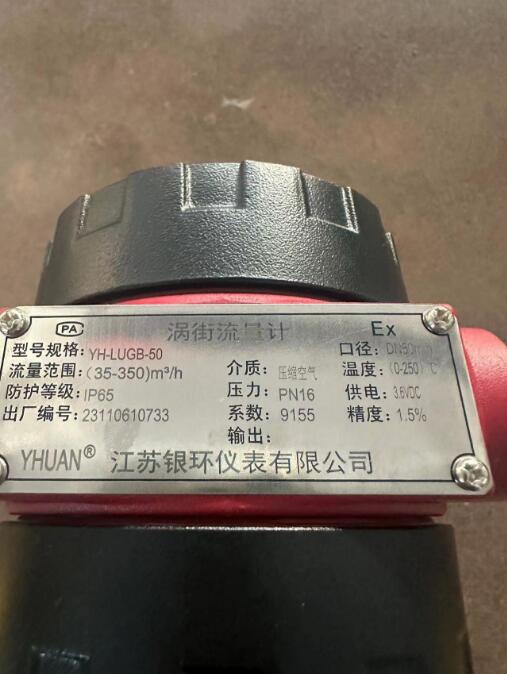 PA 涡街流量计 Ex
型号规格: YH-LUGB-50 口径: DN50mm
流量范围: (35-350)m³/h 介质: 压缩空气 温度: (0-250)℃
防护等级: IP65 压力: PN16 供电: 3.6VDC
出厂编号: 23110610733 系数: 9155 精度: 1.5%
输出:
YHUAN® 江苏银环仪表有限公司